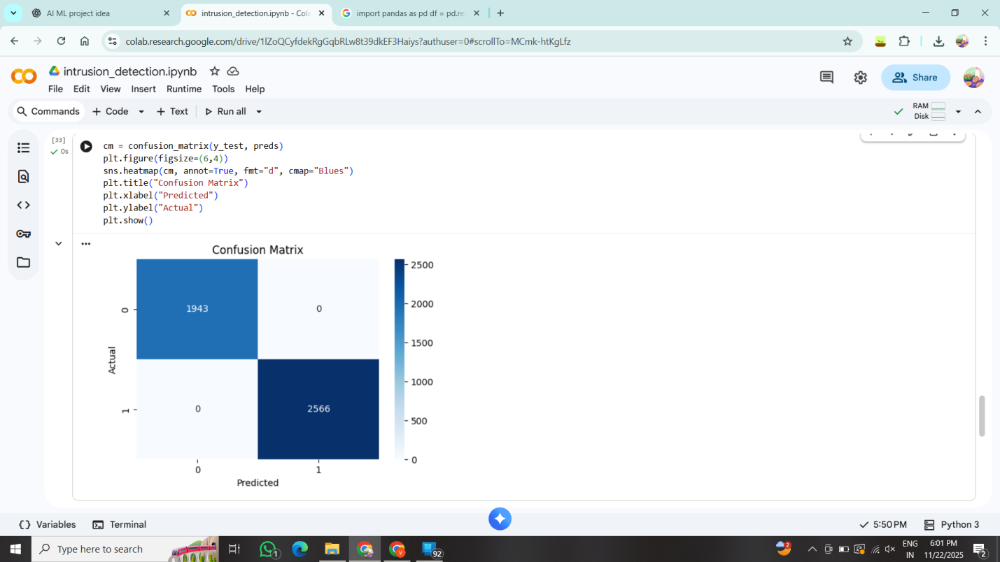 AI ML project idea
intrusion_detection.ipynb - Cola
import pandas as pd df = pd.re
colab.research.google.com/drive/1lZoQCyfdekRgGqbRLw8t39dkEF3Haiys?authuser=0#scrollTo=MCmk-htKgLfz
intrusion_detection.ipynb
File Edit View Insert Runtime Tools Help
Share
Commands + Code + Text Run all
RAM
Disk
[33]
0s
cm = confusion_matrix(y_test, preds)
plt.figure(figsize=(6,4))
sns.heatmap(cm, annot=True, fmt="d", cmap="Blues")
plt.title("Confusion Matrix")
plt.xlabel("Predicted")
plt.ylabel("Actual")
plt.show()
Confusion Matrix
1943 0
0 2566
0
1
Actual
0 1
Predicted
2500
2000
1500
1000
500
0
{} Variables Terminal
5:50 PM Python 3
Type here to search
1
92
2
ENG
IN
6:01 PM
11/22/2025
2